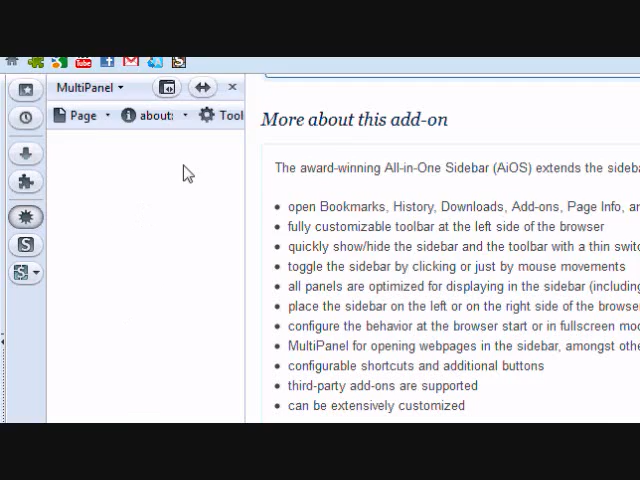 You
Tube
MultiPanel
Page
about:
Tool
More about this add-on
The award-winning All-in-One Sidebar (AiOS) extends the sideba
open Bookmarks, History, Downloads, Add-ons, Page Info, an
fully customizable toolbar at the left side of the browser
quickly show/hide the sidebar and the toolbar with a thin switc
toggle the sidebar by clicking or just by mouse movements
all panels are optimized for displaying in the sidebar (including
place the sidebar on the left or on the right side of the browser
configure the behavior at the browser start or in fullscreen mod
MultiPanel for opening webpages in the sidebar, amongst othe
configurable shortcuts and additional buttons
third-party add-ons are supported
can be extensively customized